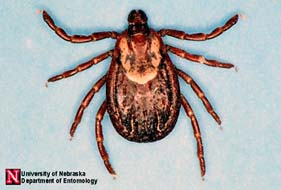 N University of Nebraska
Department of Entomology